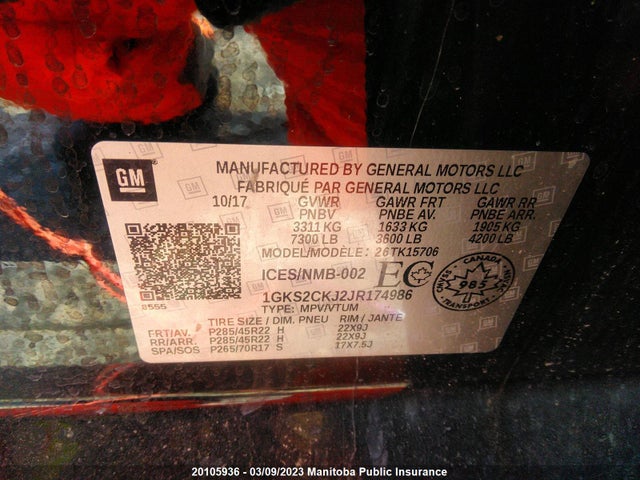 GM
MANUFACTURED BY GENERAL MOTORS LLC
FABRIQUÉ PAR GENERAL MOTORS LLC
10/17 GVWR GAWR FRT GAWR RR
PNBV PNBE AV. PNBE ARR.
3311 KG 1633 KG 1905 KG
7300 LB 3600 LB 4200 LB
MODEL/MODÈLE: 26TK15706
ICES/NMB-002 EC
CANADA
985
TRANSPORT
SANS
1GKS2CKJ2JR174986
8555
TYPE: MPV/VTUM
TIRE SIZE / DIM. PNEU RIM / JANTE
FRT/AV. P285/45R22 H 22X9J
RR/ARR. P285/45R22 H 22X9J
SPA/SOS P265/70R17 S 17X7.5J
20105936 - 03/09/2023 Manitoba Public Insurance